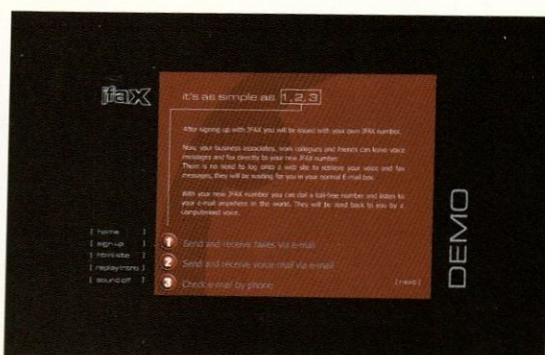 jfax
it's as simple as 1,2,3
After signing up with JFAX you will be issued with your own JFAX number.
Now, your business associates, work collegues and friends can leave voice
messages and fax directly to your new JFAX number.
There is no need to log onto a web site to retrieve your voice and fax
messages, they will be waiting for you in your normal E-mail box.
With your new JFAX number you can dial a toll-free number and listen to
your e-mail anywhere in the world. They will be read back to you by a
computerised voice.
1 Send and receive faxes via e-mail
2 Send and receive voice-mail via e-mail
3 Check e-mail by phone
[next]
[ home ]
[ sign up ]
[ html site ]
[ replay intro ]
[ sound off ]
DEMO